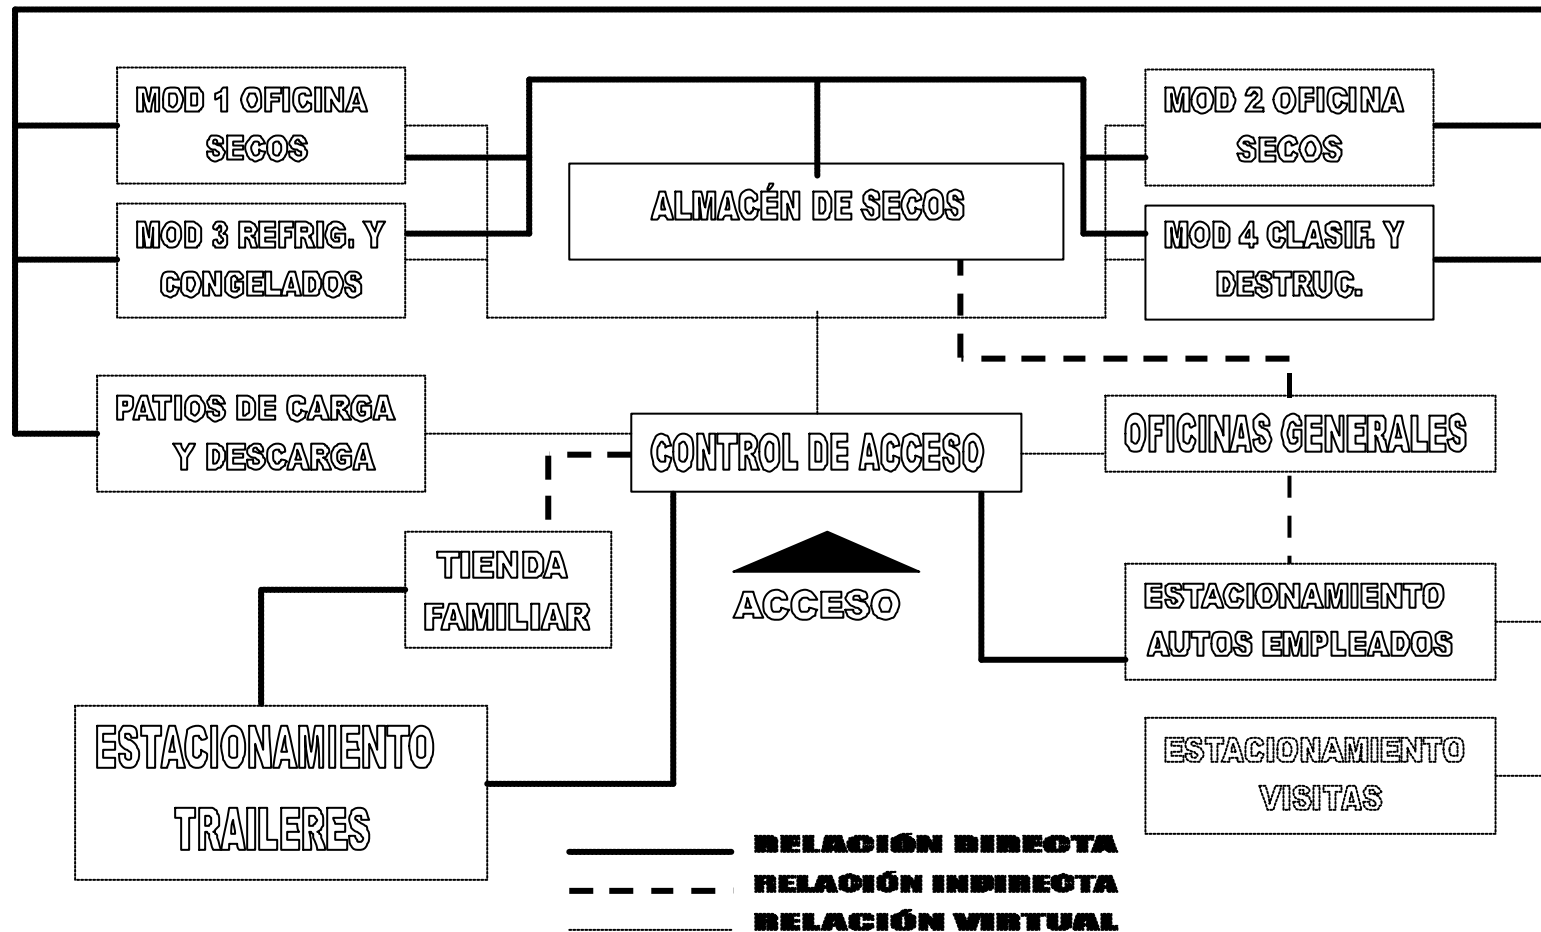 MOD 1 OFICINA
SECOS
MOD 2 OFICINA
SECOS
ALMACÉN DE SECOS
MOD 3 REFRIG. Y
CONGELADOS
MOD 4 CLASIF. Y
DESTRUC.
PATIOS DE CARGA
Y DESCARGA
CONTROL DE ACCESO
OFICINAS GENERALES
TIENDA
FAMILIAR
ACCESO
ESTACIONAMIENTO
AUTOS EMPLEADOS
ESTACIONAMIENTO
TRAILERES
ESTACIONAMIENTO
VISITAS
RELACIÓN DIRECTA
RELACIÓN INDIRECTA
RELACIÓN VIRTUAL